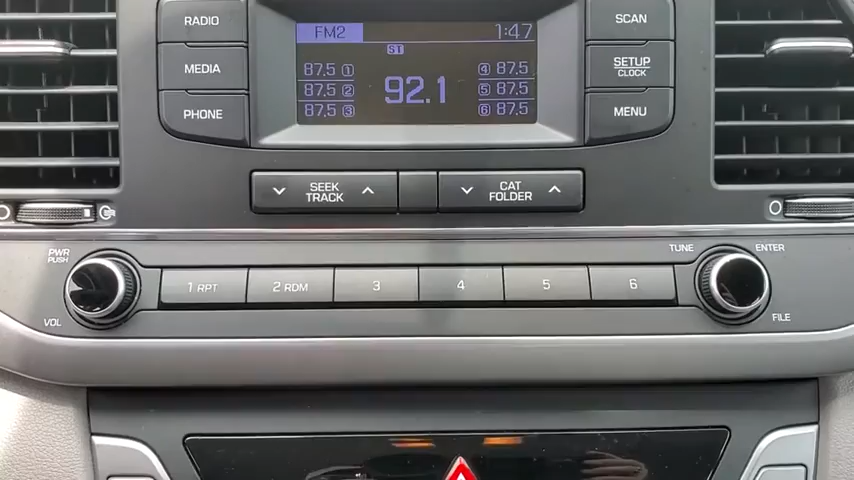 RADIO
FM2 1:47
SCAN
ST
MEDIA
87.5 1
87.5 2
87.5 3
92.1
4 87.5
5 87.5
6 87.5
SETUP
CLOCK
PHONE
MENU
SEEK
TRACK
CAT
FOLDER
PWR
PUSH
VOL
1 RPT
2 RDM
3
4
5
6
TUNE
ENTER
FILE